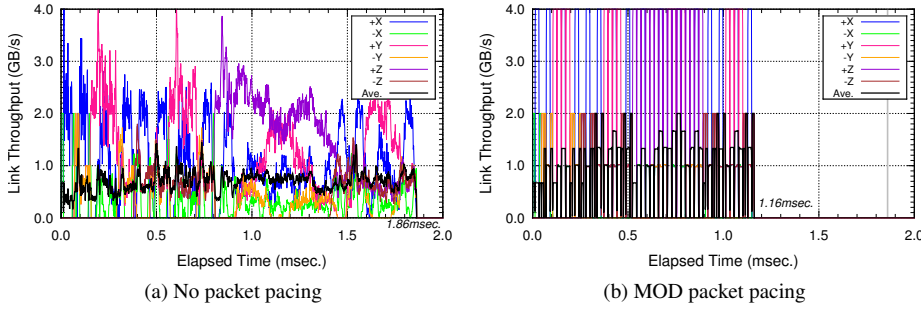 4.0
3.0
2.0
1.0
0.0
Link Throughput (GB/s)
+X
-X
+Y
-Y
+Z
-Z
Ave.
1.86msec.
0.0 0.5 1.0 1.5 2.0
Elapsed Time (msec.)
(a) No packet pacing
4.0
3.0
2.0
1.0
0.0
Link Throughput (GB/s)
+X
-X
+Y
-Y
+Z
-Z
Ave.
1.16msec.
0.0 0.5 1.0 1.5 2.0
Elapsed Time (msec.)
(b) MOD packet pacing